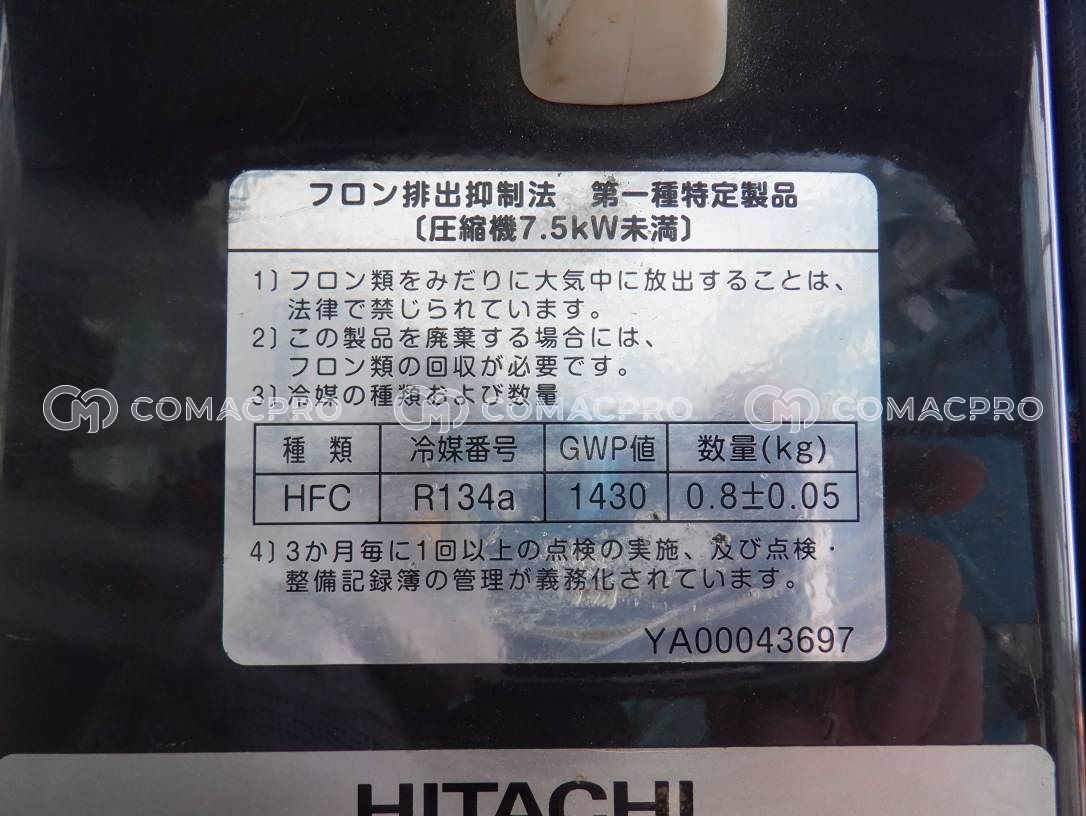 フロン排出抑制法　第一種特定製品
〔圧縮機7.5kW未満〕
1) フロン類をみだりに大気中に放出することは、
法律で禁じられています。
2) この製品を廃棄する場合には、
フロン類の回収が必要です。
3) 冷媒の種類および数量
COMACPRO COMACPRO COMACPRO
種 類 冷媒番号 GWP値 数量(kg)
HFC R134a 1430 0.8±0.05
4) 3か月毎に1回以上の点検の実施、及び点検・
整備記録簿の管理が義務化されています。
YA00043697
HITACHI